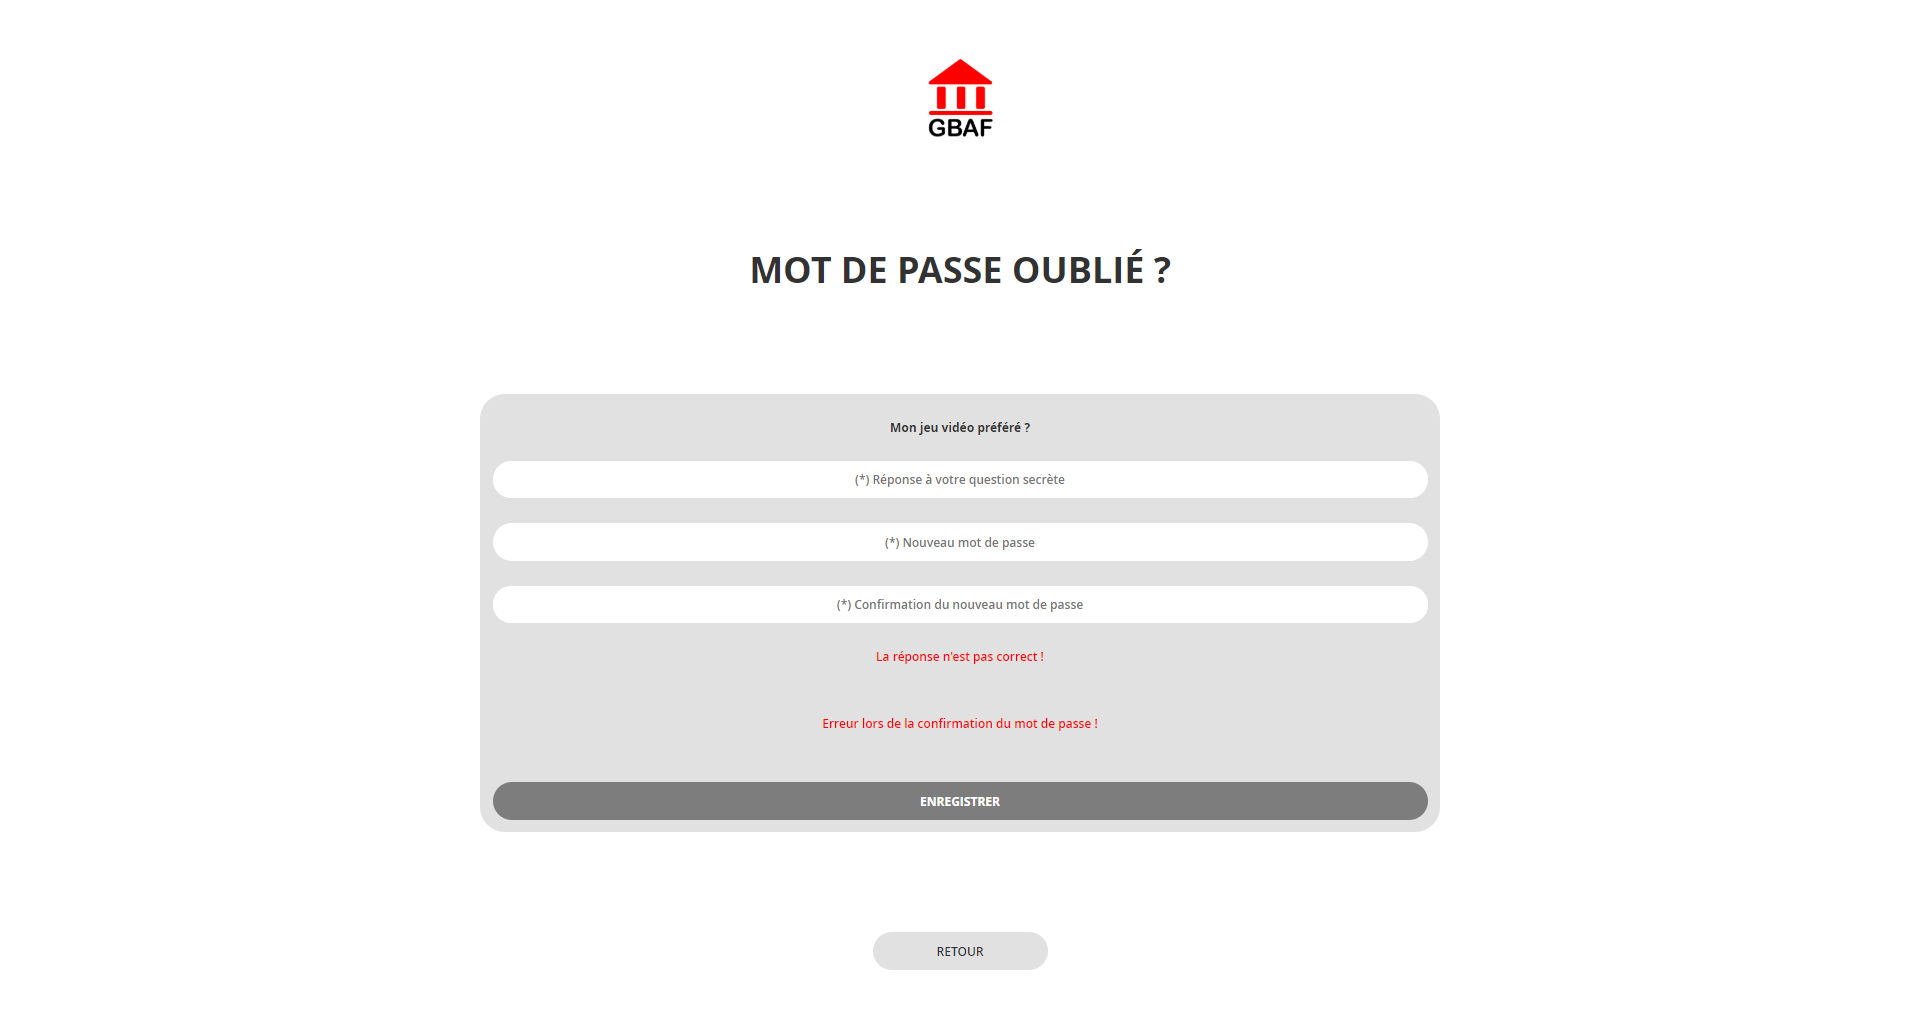 GBAF
MOT DE PASSE OUBLIÉ ?
Mon jeu vidéo préféré ?
(*) Réponse à votre question secrète
(*) Nouveau mot de passe
(*) Confirmation du nouveau mot de passe
La réponse n'est pas correct !
Erreur lors de la confirmation du mot de passe !
ENREGISTRER
RETOUR